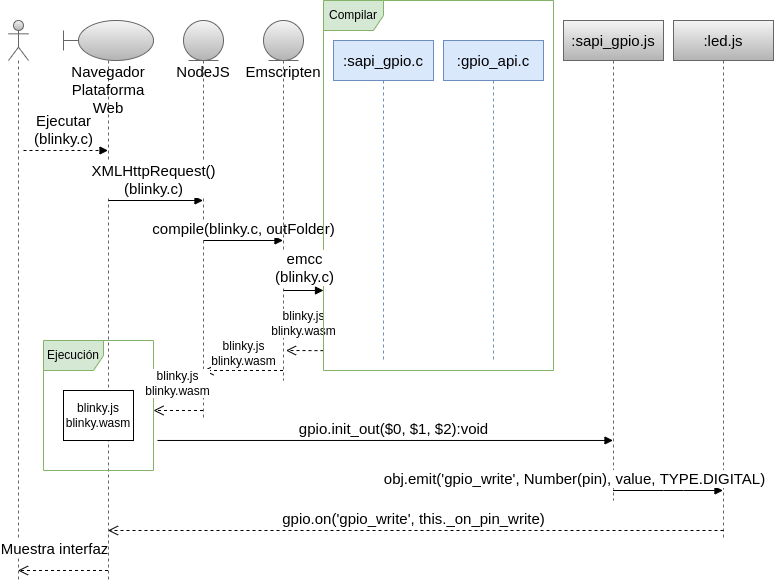 Compilar
:sapi_gpio.c
:gpio_api.c
:sapi_gpio.js
:led.js
Navegador
Plataforma
Web
NodeJS
Emscripten
Ejecutar
(blinky.c)
XMLHttpRequest()
(blinky.c)
compile(blinky.c, outFolder)
emcc
(blinky.c)
blinky.js
blinky.wasm
blinky.js
blinky.wasm
blinky.js
blinky.wasm
Ejecución
blinky.js
blinky.wasm
gpio.init_out($0, $1, $2):void
obj.emit('gpio_write', Number(pin), value, TYPE.DIGITAL)
gpio.on('gpio_write', this._on_pin_write)
Muestra interfaz